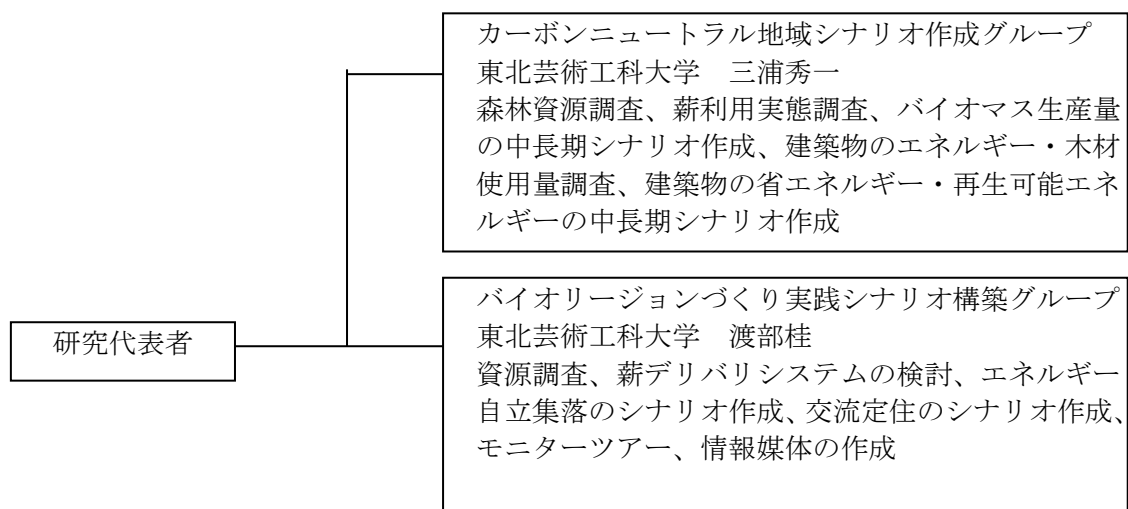 カーボンニュートラル地域シナリオ作成グループ
東北芸術工科大学　三浦秀一
森林資源調査、薪利用実態調査、バイオマス生産量
の中長期シナリオ作成、建築物のエネルギー・木材
使用量調査、建築物の省エネルギー・再生可能エネ
ルギーの中長期シナリオ作成
研究代表者
バイオリージョンづくり実践シナリオ構築グループ
東北芸術工科大学　渡部桂
資源調査、薪デリバリシステムの検討、エネルギー
自立集落のシナリオ作成、交流定住のシナリオ作成、
モニターツアー、情報媒体の作成